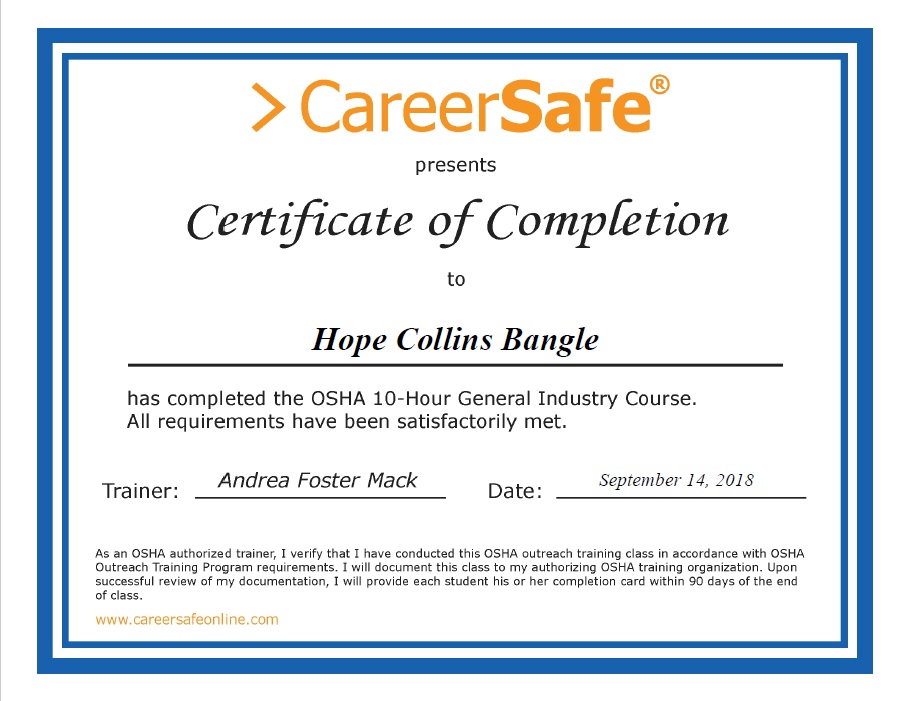 > CareerSafe®
presents
Certificate of Completion
to
Hope Collins Bangle
has completed the OSHA 10-Hour General Industry Course.
All requirements have been satisfactorily met.
Trainer: Andrea Foster Mack Date: September 14, 2018
As an OSHA authorized trainer, I verify that I have conducted this OSHA outreach training class in accordance with OSHA
Outreach Training Program requirements. I will document this class to my authorizing OSHA training organization. Upon
successful review of my documentation, I will provide each student his or her completion card within 90 days of the end
of class.
www.careersafeonline.com